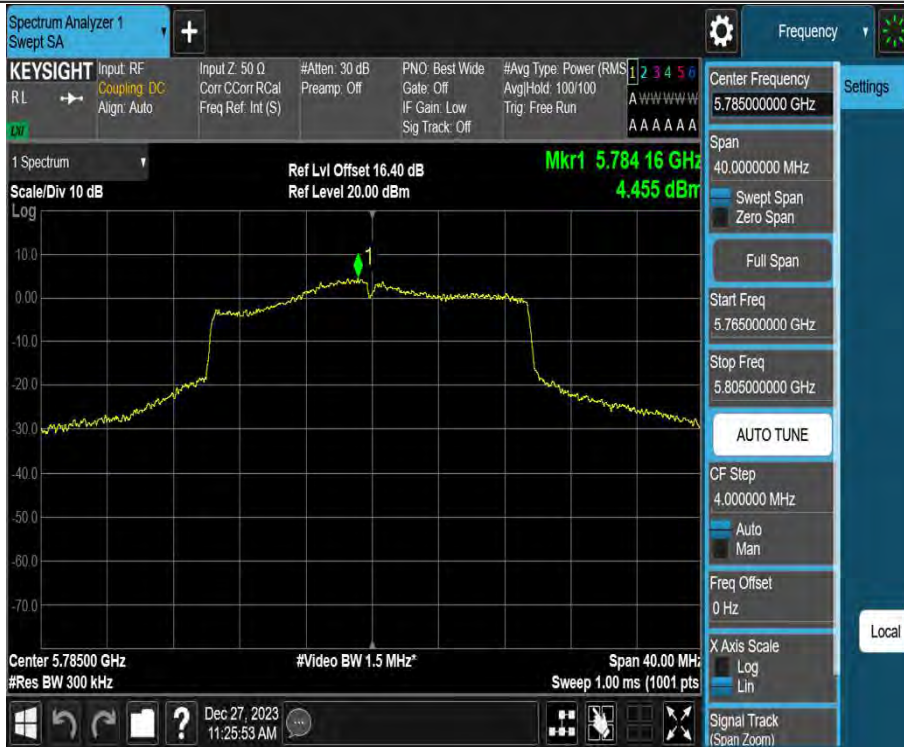 Spectrum Analyzer 1
Swept SA
+
Frequency
KEYSIGHT
RL
LXI
Input: RF
Coupling: DC
Align: Auto
Input Z: 50 Ω
Corr CCorr RCal
Freq Ref: Int (S)
#Atten: 30 dB
Preamp: Off
PNO: Best Wide
Gate: Off
IF Gain: Low
Sig Track: Off
#Avg Type: Power (RMS
Avg|Hold: 100/100
Trig: Free Run
1 2 3 4 5 6
A W W W W W
A A A A A A
1 Spectrum
Scale/Div 10 dB
Log
Ref Lvl Offset 16.40 dB
Ref Level 20.00 dBm
Mkr1 5.784 16 GHz
4.455 dBm
1
10.0
0.00
-10.0
-20.0
-30.0
-40.0
-50.0
-60.0
-70.0
Center 5.78500 GHz
#Res BW 300 kHz
#Video BW 1.5 MHz*
Span 40.00 MHz
Sweep 1.00 ms (1001 pts
?
Dec 27, 2023
11:25:53 AM
Center Frequency
5.785000000 GHz
Settings
Span
40.0000000 MHz
Swept Span
Zero Span
Full Span
Start Freq
5.765000000 GHz
Stop Freq
5.805000000 GHz
AUTO TUNE
CF Step
4.000000 MHz
Auto
Man
Freq Offset
0 Hz
X Axis Scale
Log
Lin
Local
Signal Track
(Span Zoom)